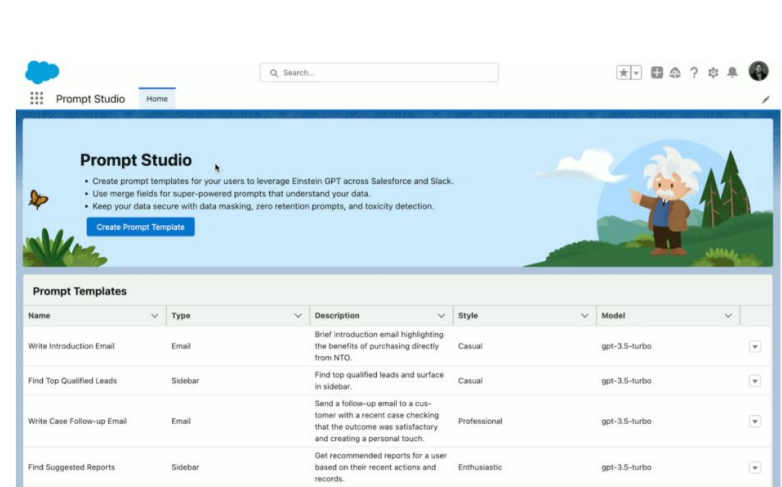 Search...
Prompt Studio Home
Prompt Studio
• Create prompt templates for your users to leverage Einstein GPT across Salesforce and Slack.
• Use merge fields for super-powered prompts that understand your data.
• Keep your data secure with data masking, zero retention prompts, and toxicity detection.
Create Prompt Template
Prompt Templates
Name Type Description Style Model
Brief introduction email highlighting
Write Introduction Email Email the benefits of purchasing directly Casual gpt-3.5-turbo
from NTO.
Find Top Qualified Leads Sidebar Find top qualified leads and surface Casual gpt-3.5-turbo
in sidebar.
Send a follow-up email to a cus-
tomer with a recent case checking
Write Case Follow-up Email Email that the outcome was satisfactory Professional gpt-3.5-turbo
and creating a personal touch.
Get recommended reports for a user
Find Suggested Reports Sidebar based on their recent actions and Enthusiastic gpt-3.5-turbo
records.